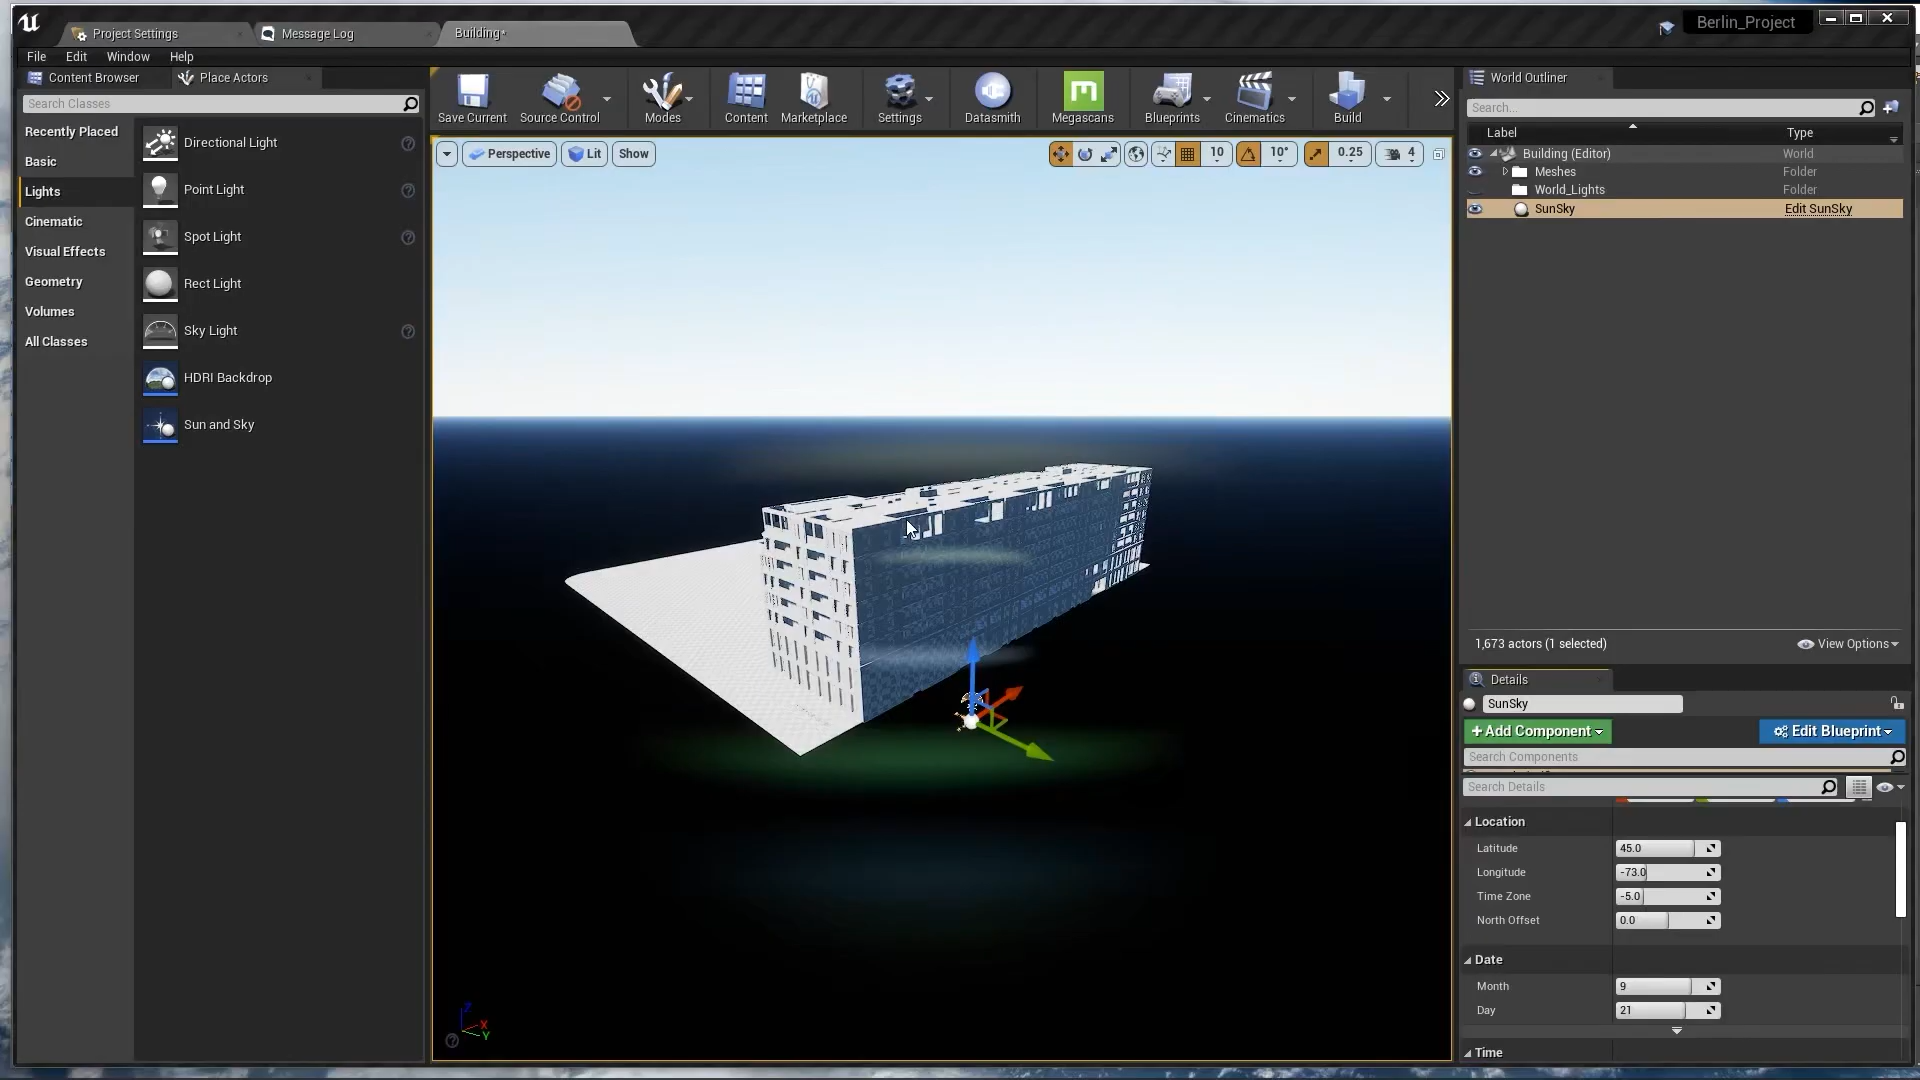 Project Settings
Message Log
Building*
Berlin_Project
File Edit Window Help
Content Browser
Place Actors
Search Classes
Recently Placed
Basic
Lights
Cinematic
Visual Effects
Geometry
Volumes
All Classes
Directional Light
Point Light
Spot Light
Rect Light
Sky Light
HDRI Backdrop
Sun and Sky
Save Current
Source Control
Modes
Content
Marketplace
Settings
Datasmith
Megascans
Blueprints
Cinematics
Build
Perspective
Lit
Show
10
10°
0.25
4
Z
X
Y
World Outliner
Search...
Label Type
Building (Editor) World
Meshes Folder
World_Lights Folder
SunSky Edit SunSky
1,673 actors (1 selected)
View Options
Details
SunSky
+Add Component
Edit Blueprint
Search Components
Search Details
Location
Latitude 45.0
Longitude -73.0
Time Zone -5.0
North Offset 0.0
Date
Month 9
Day 21
Time